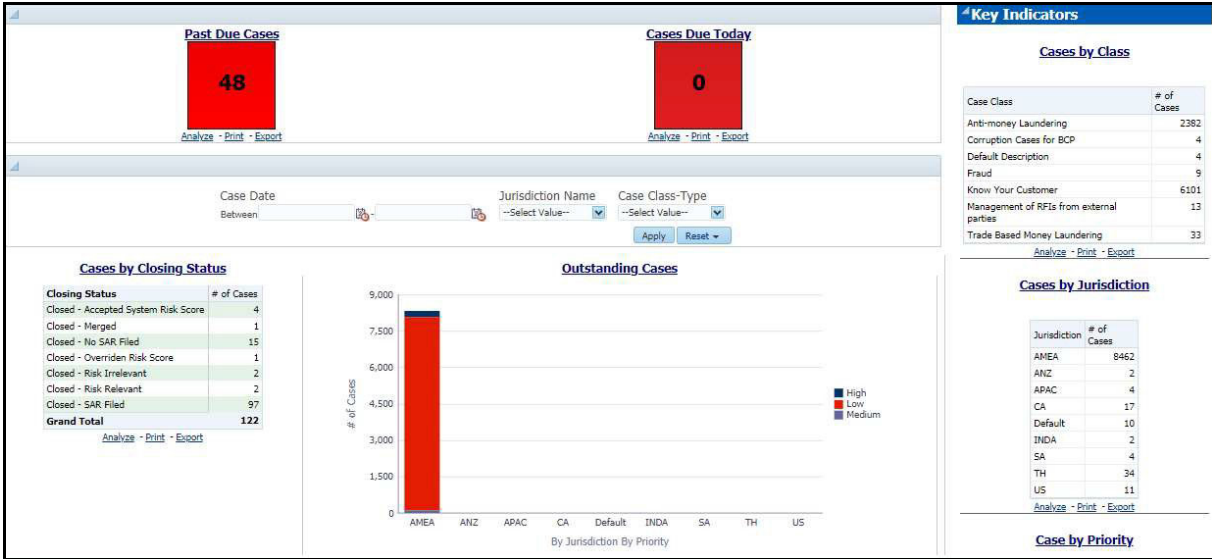 Past Due Cases
48
Analyze - Print - Export
Cases Due Today
0
Analyze - Print - Export
Case Date
Between
-
Jurisdiction Name
--Select Value--
Case Class-Type
--Select Value--
Apply Reset
Cases by Closing Status
Closing Status # of Cases
Closed - Accepted System Risk Score 4
Closed - Merged 1
Closed - No SAR Filed 15
Closed - Overriden Risk Score 1
Closed - Risk Irrelevant 2
Closed - Risk Relevant 2
Closed - SAR Filed 97
Grand Total 122
Analyze - Print - Export
Outstanding Cases
# of Cases
9,000
7,500
6,000
4,500
3,000
1,500
0
AMEA ANZ APAC CA Default INDA SA TH US
By Jurisdiction By Priority
High
Low
Medium
Key Indicators
Cases by Class
Case Class # of Cases
Anti-money Laundering 2382
Corruption Cases for BCP 4
Default Description 4
Fraud 9
Know Your Customer 6101
Management of RFIs from external parties 13
Trade Based Money Laundering 33
Analyze - Print - Export
Cases by Jurisdiction
Jurisdiction # of Cases
AMEA 8462
ANZ 2
APAC 4
CA 17
Default 10
INDA 2
SA 4
TH 34
US 11
Analyze - Print - Export
Case by Priority